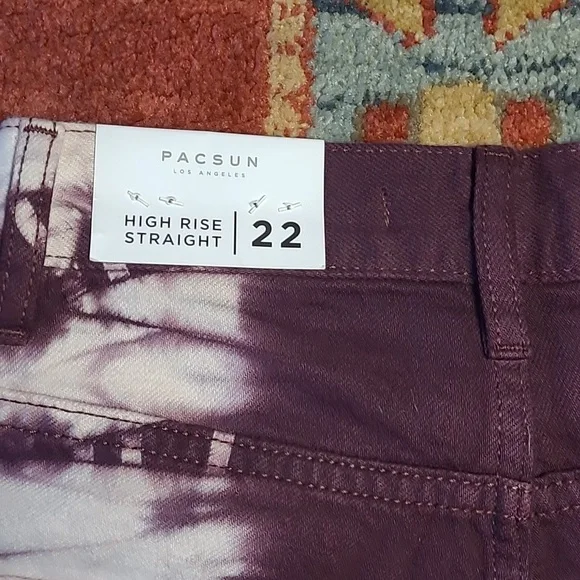 PACSUN
LOS ANGELES
HIGH RISE
STRAIGHT
22